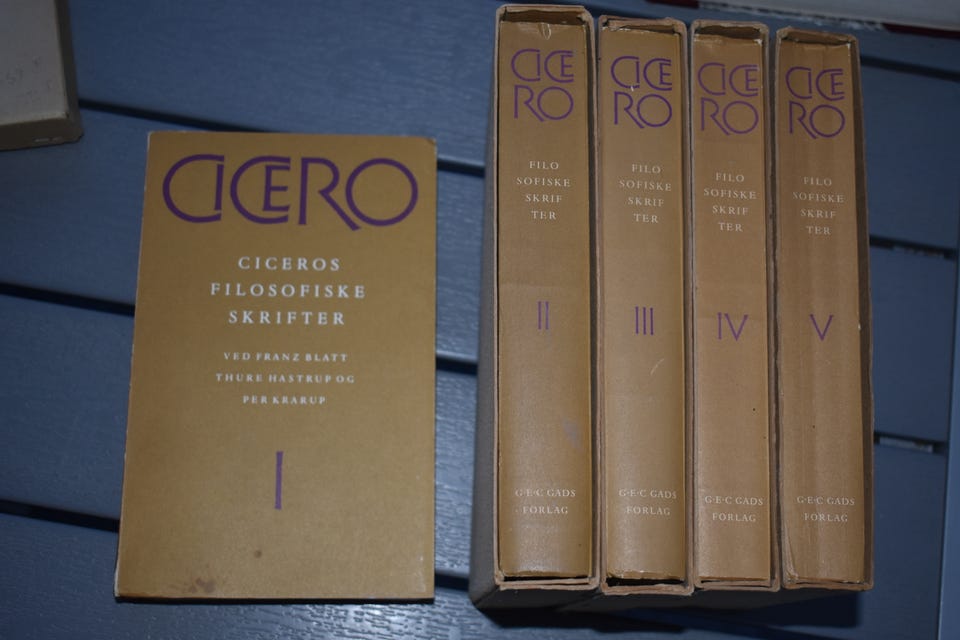 CICERO
CICEROS
FILOSOFISKE
SKRIFTER
VED FRANZ BLATT
THURE HASTRUP OG
PER KRARUP
I
CICE
RO
FILO
SOFISKE
SKRIF
TER
II
G·E·C GADS
FORLAG
CICE
RO
FILO
SOFISKE
SKRIF
TER
III
G·E·C GADS
FORLAG
CICE
RO
FILO
SOFISKE
SKRIF
TER
IV
G·E·C GADS
FORLAG
CICE
RO
FILO
SOFISKE
SKRIF
TER
V
G·E·C GADS
FORLAG